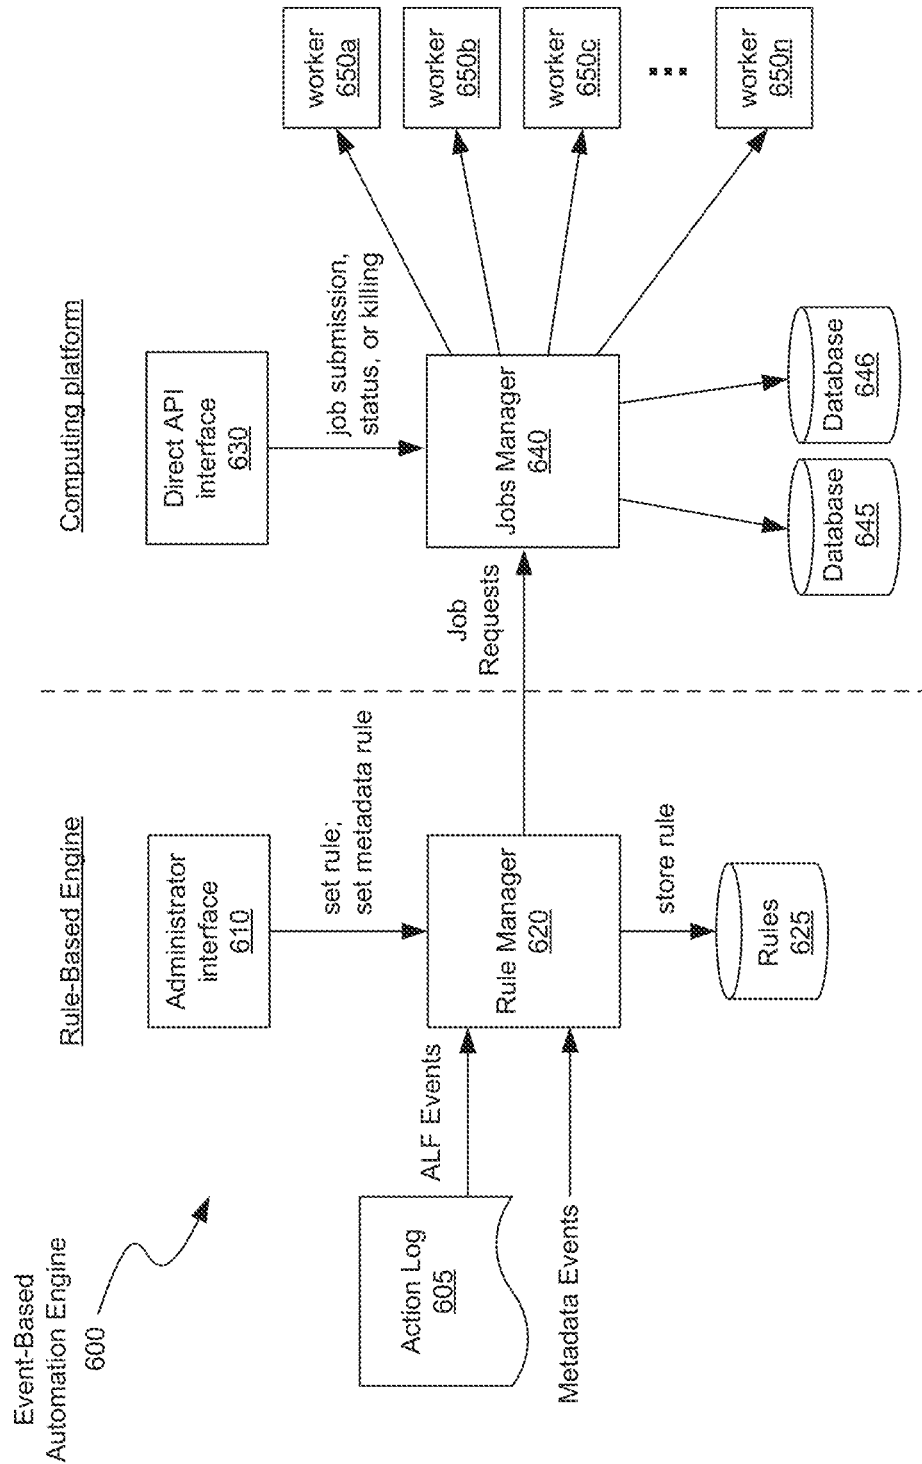 Event-Based
Automation Engine
600
Rule-Based Engine
Computing platform
Administrator
interface
610
Direct API
interface
630
set rule;
set metadata rule
job submission,
status, or killing
Action Log
605
ALF Events
Metadata Events
Rule Manager
620
Job
Requests
Jobs Manager
640
store rule
Rules
625
Database
645
Database
646
worker
650a
worker
650b
worker
650c
worker
650n